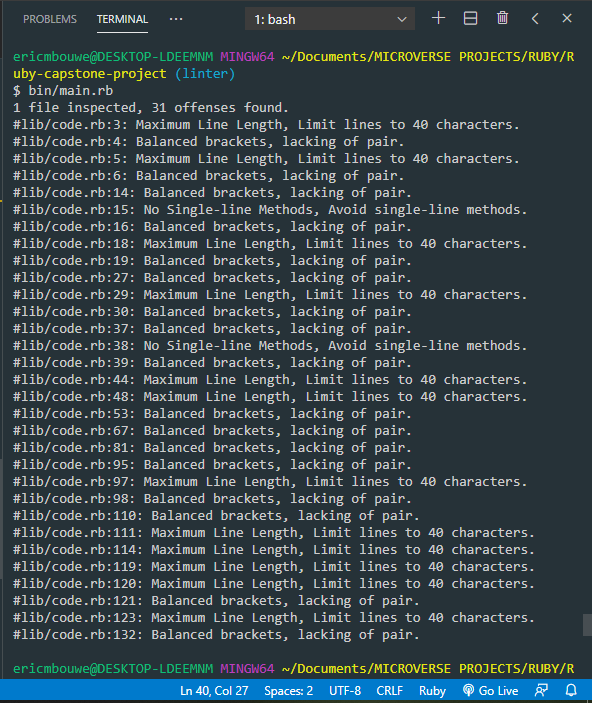 PROBLEMS TERMINAL ··· 1: bash
ericmbouwe@DESKTOP-LDEEMNM MINGW64 ~/Documents/MICROVERSE PROJECTS/RUBY/R
uby-capstone-project (linter)
$ bin/main.rb
1 file inspected, 31 offenses found.
#lib/code.rb:3: Maximum Line Length, Limit lines to 40 characters.
#lib/code.rb:4: Balanced brackets, lacking of pair.
#lib/code.rb:5: Maximum Line Length, Limit lines to 40 characters.
#lib/code.rb:6: Balanced brackets, lacking of pair.
#lib/code.rb:14: Balanced brackets, lacking of pair.
#lib/code.rb:15: No Single-line Methods, Avoid single-line methods.
#lib/code.rb:16: Balanced brackets, lacking of pair.
#lib/code.rb:18: Maximum Line Length, Limit lines to 40 characters.
#lib/code.rb:19: Balanced brackets, lacking of pair.
#lib/code.rb:27: Balanced brackets, lacking of pair.
#lib/code.rb:29: Maximum Line Length, Limit lines to 40 characters.
#lib/code.rb:30: Balanced brackets, lacking of pair.
#lib/code.rb:37: Balanced brackets, lacking of pair.
#lib/code.rb:38: No Single-line Methods, Avoid single-line methods.
#lib/code.rb:39: Balanced brackets, lacking of pair.
#lib/code.rb:44: Maximum Line Length, Limit lines to 40 characters.
#lib/code.rb:48: Maximum Line Length, Limit lines to 40 characters.
#lib/code.rb:53: Balanced brackets, lacking of pair.
#lib/code.rb:67: Balanced brackets, lacking of pair.
#lib/code.rb:81: Balanced brackets, lacking of pair.
#lib/code.rb:95: Balanced brackets, lacking of pair.
#lib/code.rb:97: Maximum Line Length, Limit lines to 40 characters.
#lib/code.rb:98: Balanced brackets, lacking of pair.
#lib/code.rb:110: Balanced brackets, lacking of pair.
#lib/code.rb:111: Maximum Line Length, Limit lines to 40 characters.
#lib/code.rb:114: Maximum Line Length, Limit lines to 40 characters.
#lib/code.rb:119: Maximum Line Length, Limit lines to 40 characters.
#lib/code.rb:120: Maximum Line Length, Limit lines to 40 characters.
#lib/code.rb:121: Balanced brackets, lacking of pair.
#lib/code.rb:123: Maximum Line Length, Limit lines to 40 characters.
#lib/code.rb:132: Balanced brackets, lacking of pair.
ericmbouwe@DESKTOP-LDEEMNM MINGW64 ~/Documents/MICROVERSE PROJECTS/RUBY/R
Ln 40, Col 27 Spaces: 2 UTF-8 CRLF Ruby Go Live